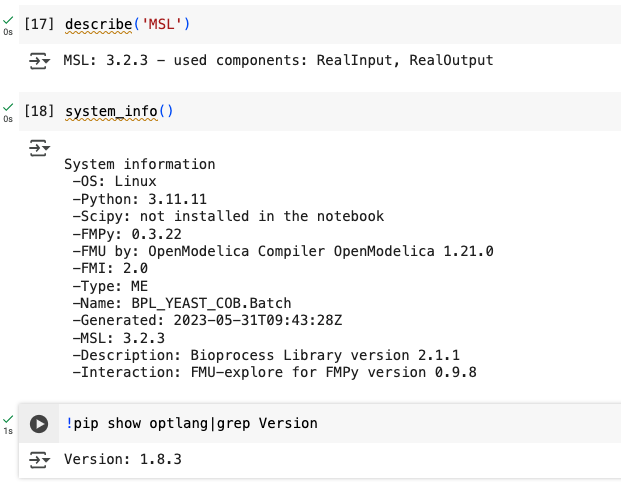 [17] describe('MSL')
0s
MSL: 3.2.3 - used components: RealInput, RealOutput
[18] system_info()
0s
System information
-OS: Linux
-Python: 3.11.11
-Scipy: not installed in the notebook
-FMPy: 0.3.22
-FMU by: OpenModelica Compiler OpenModelica 1.21.0
-FMI: 2.0
-Type: ME
-Name: BPL_YEAST_COB.Batch
-Generated: 2023-05-31T09:43:28Z
-MSL: 3.2.3
-Description: Bioprocess Library version 2.1.1
-Interaction: FMU-explore for FMPy version 0.9.8
!pip show optlang|grep Version
1s
Version: 1.8.3